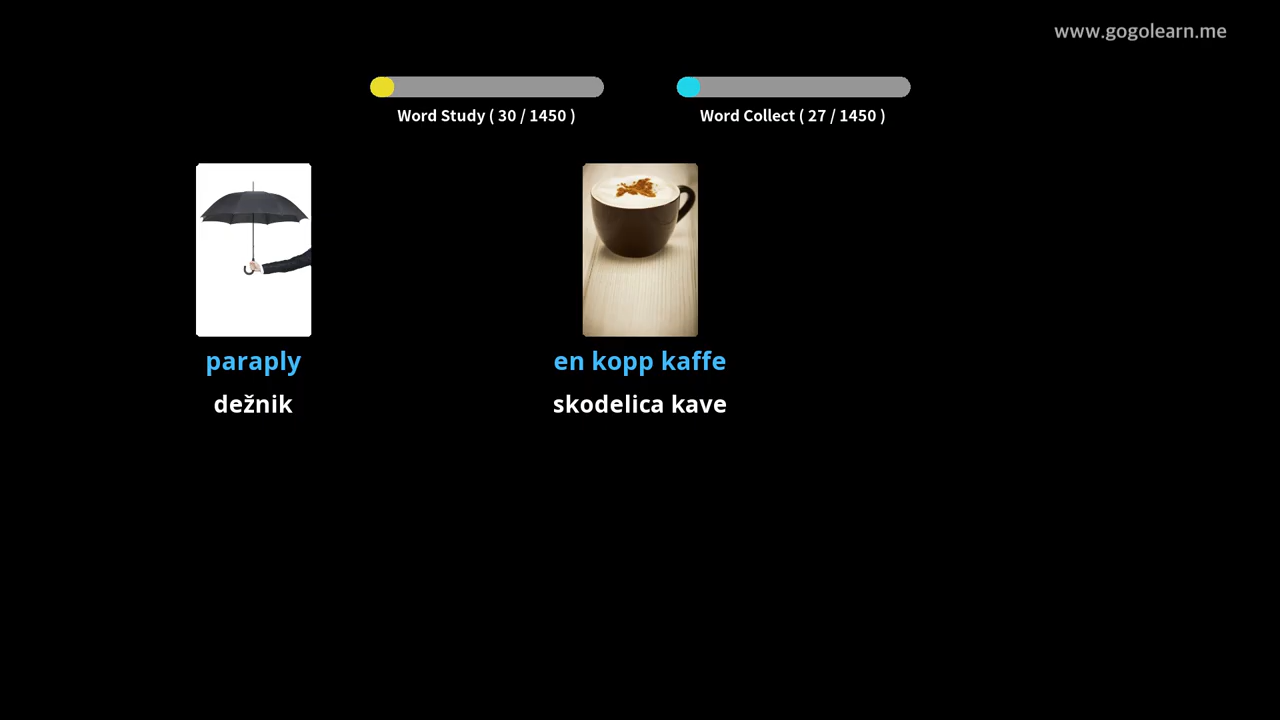 www.gogolearn.me
Word Study ( 30 / 1450 )
Word Collect ( 27 / 1450 )
paraply
en kopp kaffe
dežnik
skodelica kave